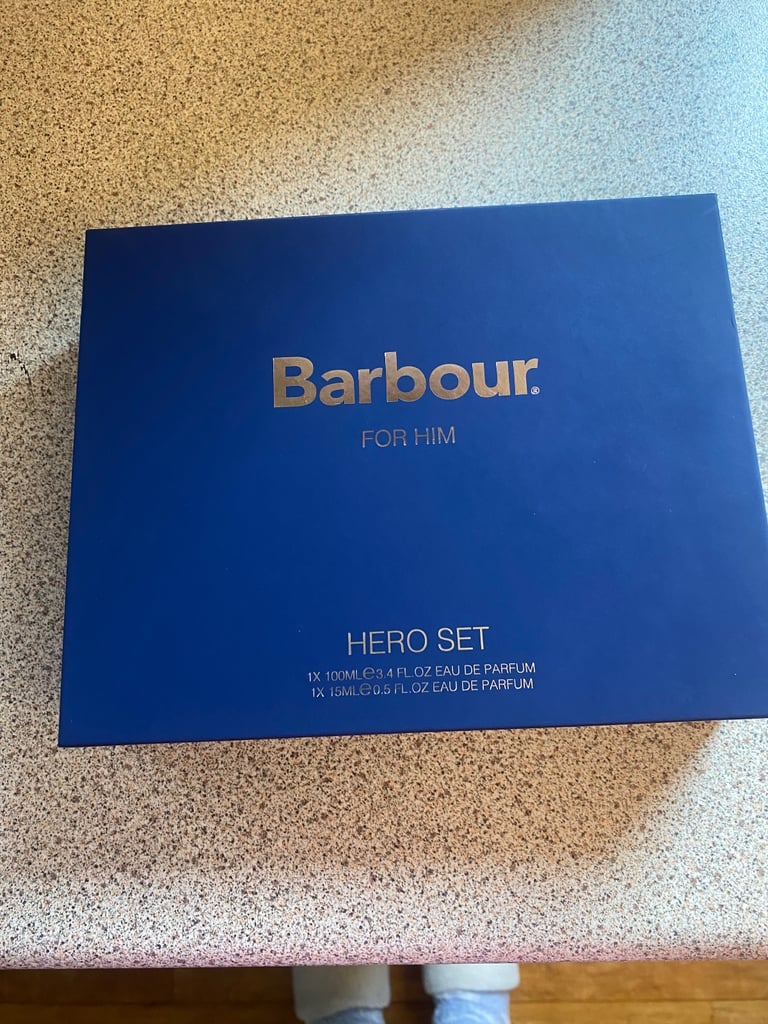 Barbour®
FOR HIM
HERO SET
1X 100ML℮3.4 FL.OZ EAU DE PARFUM
1X 15ML℮0.5 FL.OZ EAU DE PARFUM